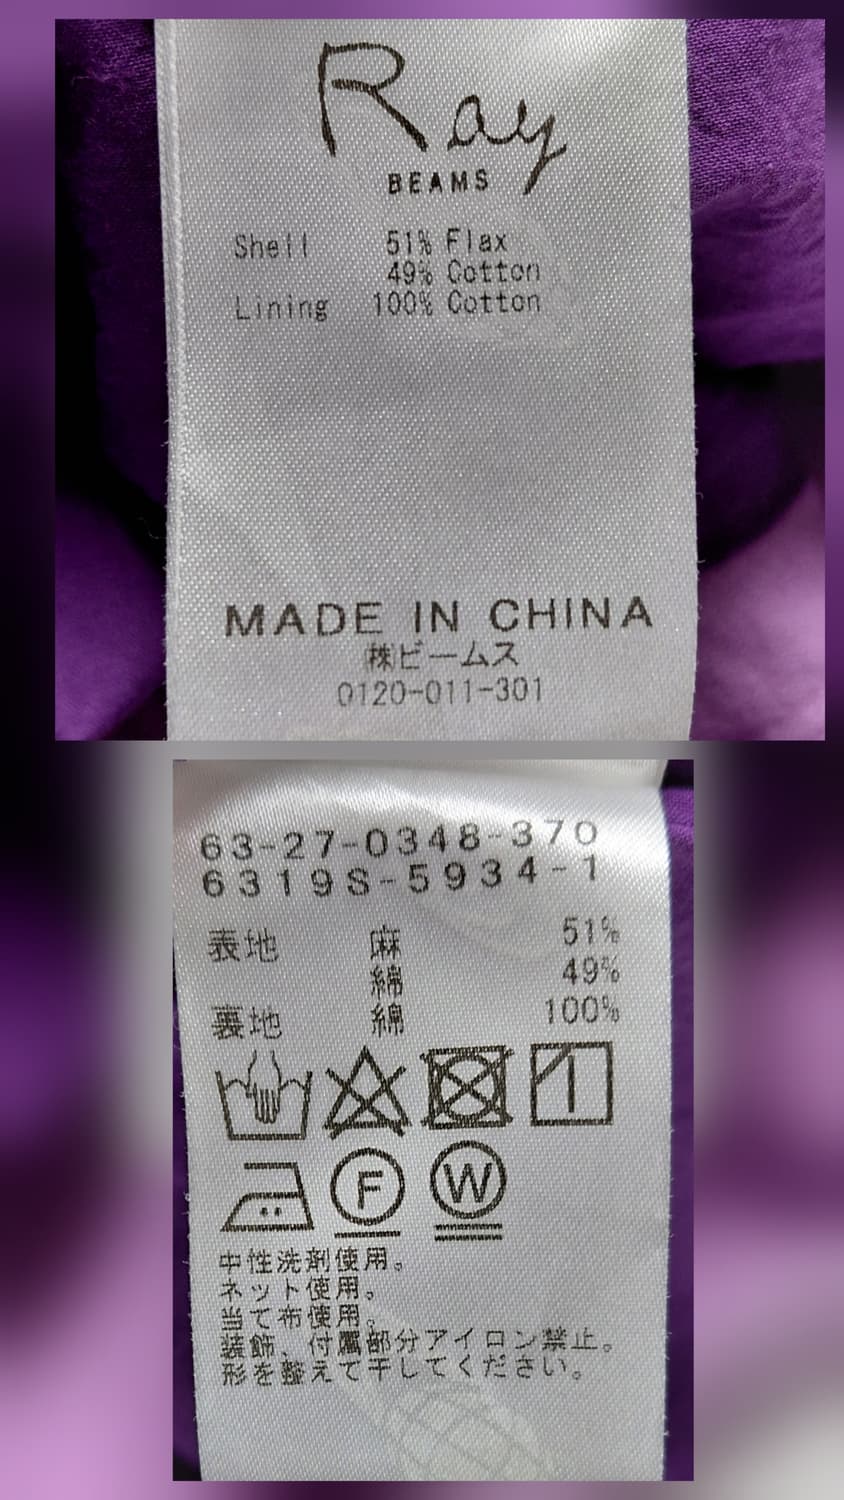 Ray
BEAMS
Shell 51% Flax
49% Cotton
Lining 100% Cotton
MADE IN CHINA
㈱ビームス
0120-011-301
63-27-0348-370
6319S-5934-1
表地 麻 51%
綿 49%
裏地 綿 100%
F W
中性洗剤使用。
ネット使用。
当て布使用。
装飾、付属部分アイロン禁止。
形を整えて干してください。